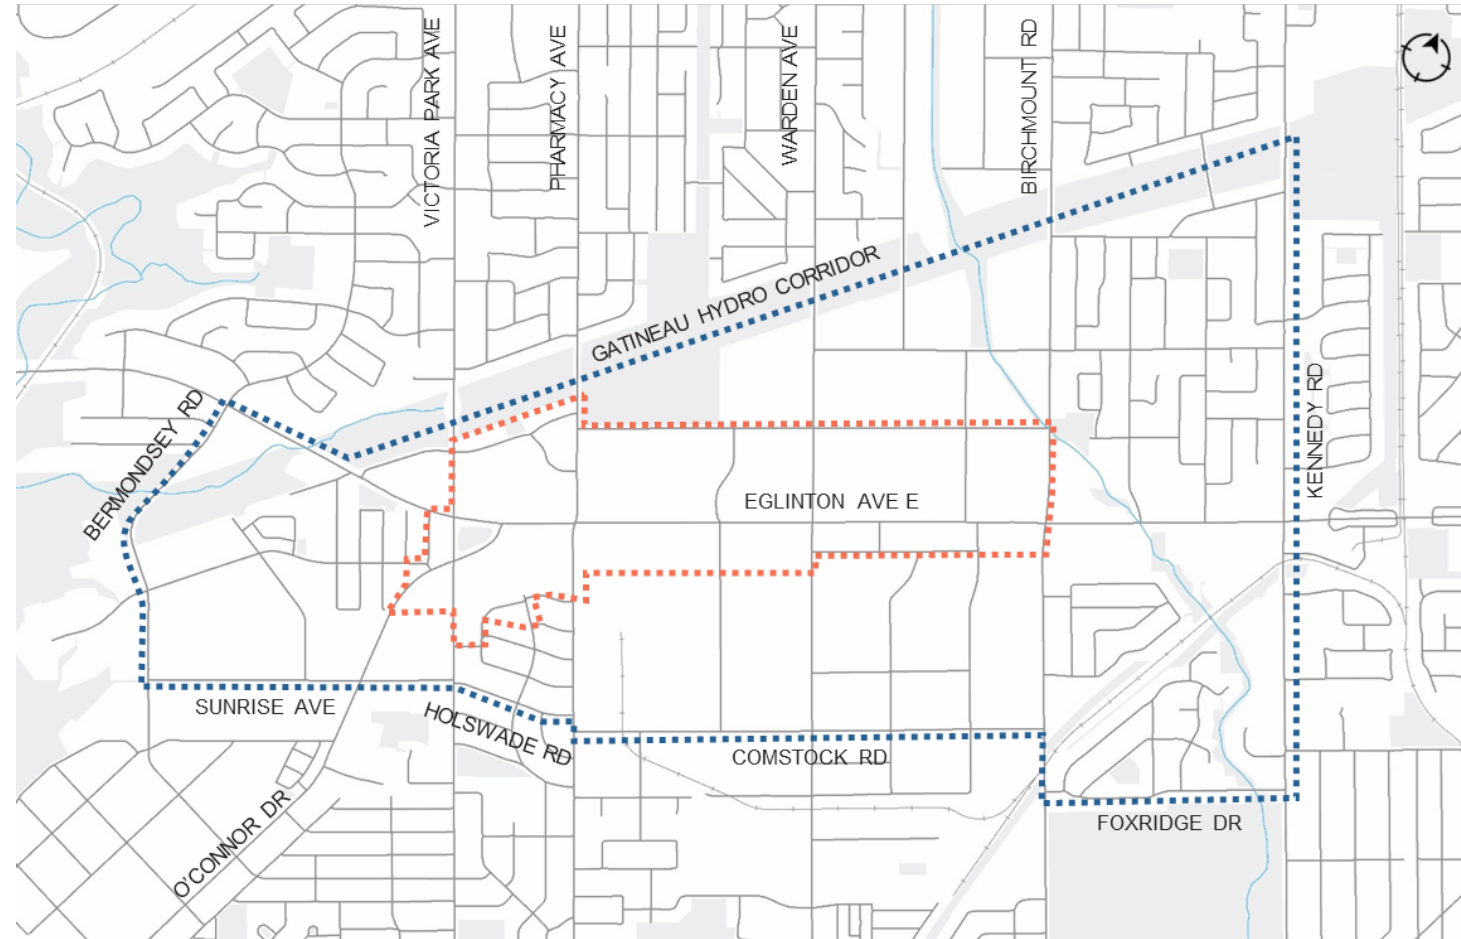 VICTORIA PARK AVE
PHARMACY AVE
WARDEN AVE
BIRCHMOUNT RD
GATINEAU HYDRO CORRIDOR
BERMONDSEY RD
KENNEDY RD
EGLINTON AVE E
SUNRISE AVE
HOLSWADE RD
COMSTOCK RD
O'CONNOR DR
FOXRIDGE DR